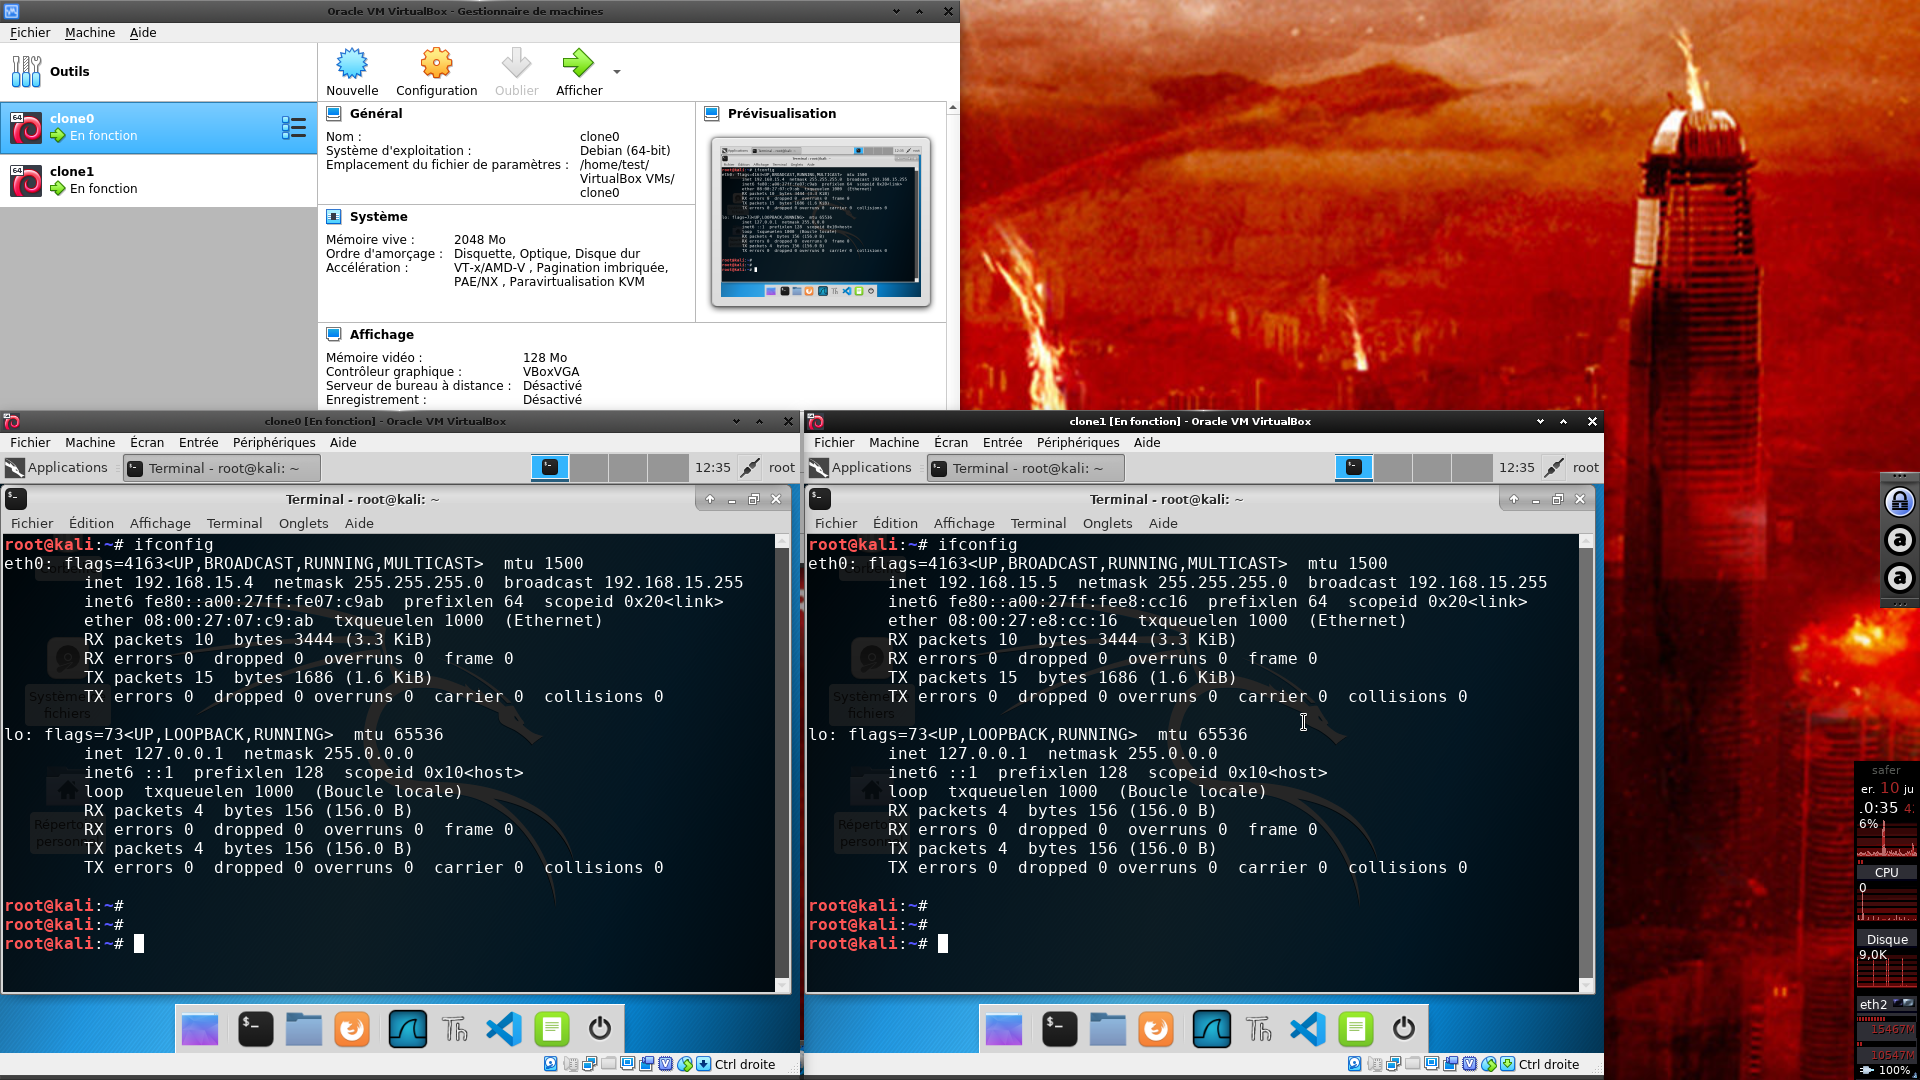 Oracle VM VirtualBox - Gestionnaire de machines
Fichier Machine Aide
Outils
Nouvelle Configuration Oublier Afficher
clone0
En fonction
clone1
En fonction
Général
Nom : clone0
Système d'exploitation : Debian (64-bit)
Emplacement du fichier de paramètres : /home/test/
VirtualBox VMs/
clone0
Système
Mémoire vive : 2048 Mo
Ordre d'amorçage : Disquette, Optique, Disque dur
Accélération : VT-x/AMD-V , Pagination imbriquée,
PAE/NX , Paravirtualisation KVM
Affichage
Mémoire vidéo : 128 Mo
Contrôleur graphique : VBoxVGA
Serveur de bureau à distance : Désactivé
Enregistrement : Désactivé
Prévisualisation
clone0 [En fonction] - Oracle VM VirtualBox
Fichier Machine Écran Entrée Périphériques Aide
Applications Terminal - root@kali: ~ 12:35 root
Terminal - root@kali: ~
Fichier Édition Affichage Terminal Onglets Aide
root@kali:~# ifconfig
eth0: flags=4163<UP,BROADCAST,RUNNING,MULTICAST>  mtu 1500
        inet 192.168.15.4  netmask 255.255.255.0  broadcast 192.168.15.255
        inet6 fe80::a00:27ff:fe07:c9ab  prefixlen 64  scopeid 0x20<link>
        ether 08:00:27:07:c9:ab  txqueuelen 1000  (Ethernet)
        RX packets 10  bytes 3444 (3.3 KiB)
        RX errors 0  dropped 0  overruns 0  frame 0
        TX packets 15  bytes 1686 (1.6 KiB)
        TX errors 0  dropped 0 overruns 0  carrier 0  collisions 0
lo: flags=73<UP,LOOPBACK,RUNNING>  mtu 65536
        inet 127.0.0.1  netmask 255.0.0.0
        inet6 ::1  prefixlen 128  scopeid 0x10<host>
        loop  txqueuelen 1000  (Boucle locale)
        RX packets 4  bytes 156 (156.0 B)
        RX errors 0  dropped 0  overruns 0  frame 0
        TX packets 4  bytes 156 (156.0 B)
        TX errors 0  dropped 0 overruns 0  carrier 0  collisions 0
root@kali:~#
root@kali:~#
root@kali:~#
Système
fichiers
Ctrl droite
clone1 [En fonction] - Oracle VM VirtualBox
Fichier Machine Écran Entrée Périphériques Aide
Applications Terminal - root@kali: ~ 12:35 root
Terminal - root@kali: ~
Fichier Édition Affichage Terminal Onglets Aide
root@kali:~# ifconfig
eth0: flags=4163<UP,BROADCAST,RUNNING,MULTICAST>  mtu 1500
        inet 192.168.15.5  netmask 255.255.255.0  broadcast 192.168.15.255
        inet6 fe80::a00:27ff:fee8:cc16  prefixlen 64  scopeid 0x20<link>
        ether 08:00:27:e8:cc:16  txqueuelen 1000  (Ethernet)
        RX packets 10  bytes 3444 (3.3 KiB)
        RX errors 0  dropped 0  overruns 0  frame 0
        TX packets 15  bytes 1686 (1.6 KiB)
        TX errors 0  dropped 0 overruns 0  carrier 0  collisions 0
lo: flags=73<UP,LOOPBACK,RUNNING>  mtu 65536
        inet 127.0.0.1  netmask 255.0.0.0
        inet6 ::1  prefixlen 128  scopeid 0x10<host>
        loop  txqueuelen 1000  (Boucle locale)
        RX packets 4  bytes 156 (156.0 B)
        RX errors 0  dropped 0  overruns 0  frame 0
        TX packets 4  bytes 156 (156.0 B)
        TX errors 0  dropped 0 overruns 0  carrier 0  collisions 0
root@kali:~#
root@kali:~#
root@kali:~#
Système
fichiers
Ctrl droite
safer
er. 10 ju
6%
CPU
0
Disque
9,0K
eth2
15467M
10547M
100%